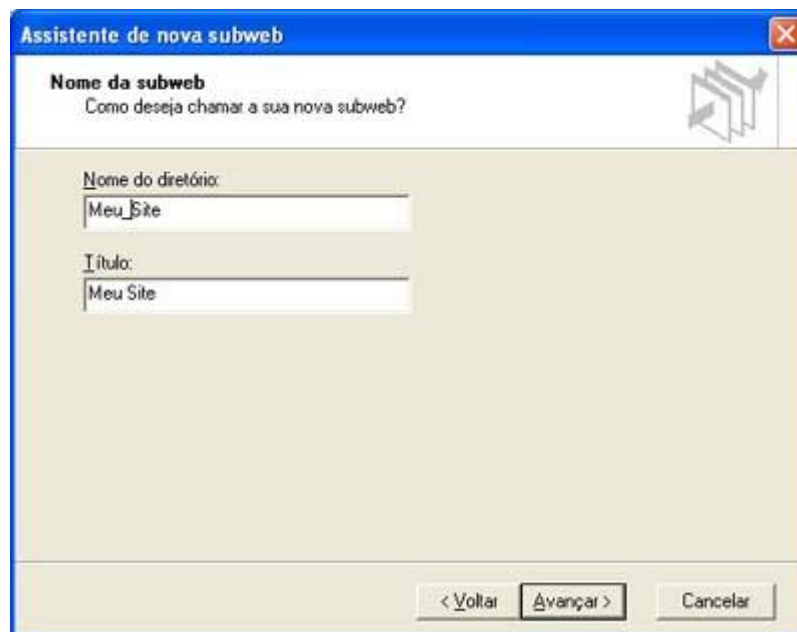 Assistente de nova subweb
Nome da subweb
Como deseja chamar a sua nova subweb?
Nome do diretório:
Meu_Site
Título:
Meu Site
< Voltar
Avançar >
Cancelar